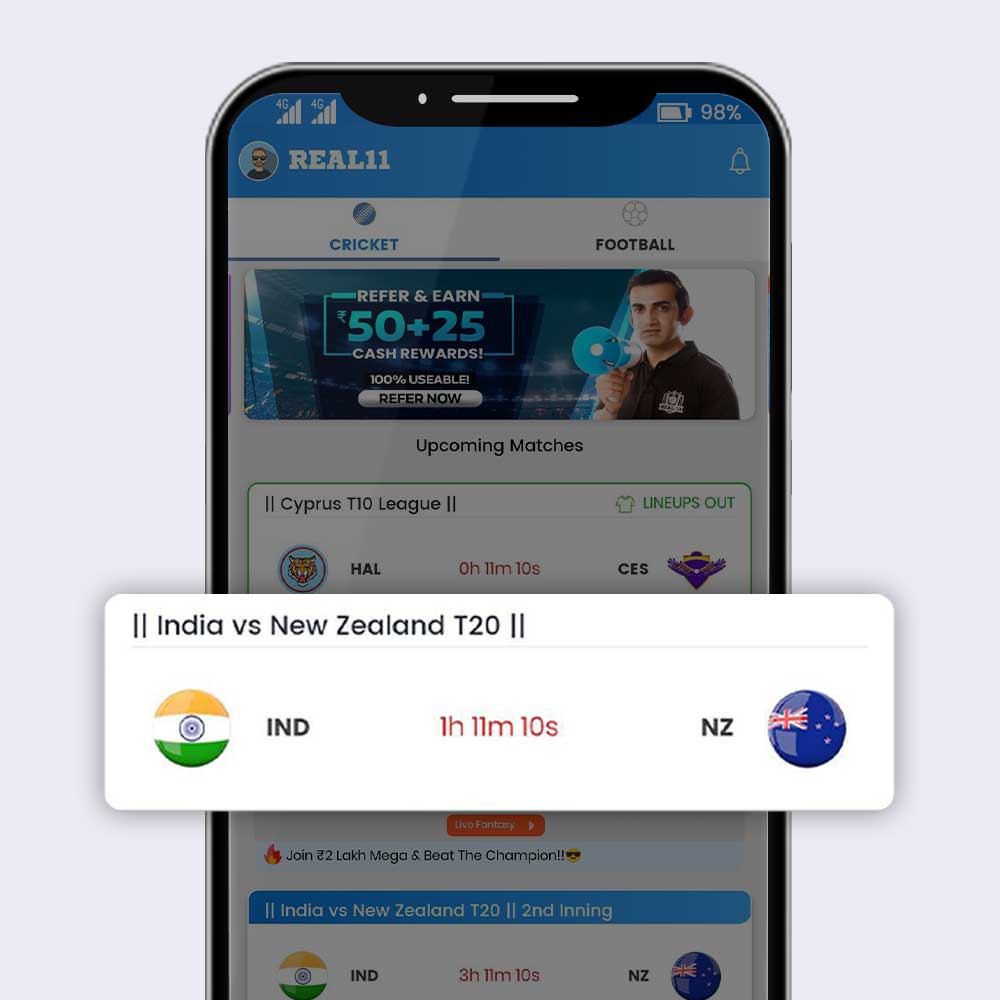 4G 4G 98%
REAL11
CRICKET FOOTBALL
REFER & EARN
₹50+25
CASH REWARDS!
100% USEABLE!
REFER NOW
REAL11
Upcoming Matches
|| Cyprus T10 League || LINEUPS OUT
HAL 0h 11m 10s CES
|| India vs New Zealand T20 ||
IND 1h 11m 10s NZ
Live Fantasy
🔥 Join ₹2 Lakh Mega & Beat The Champion!!😎
|| India vs New Zealand T20 || 2nd Inning
IND 3h 11m 10s NZ